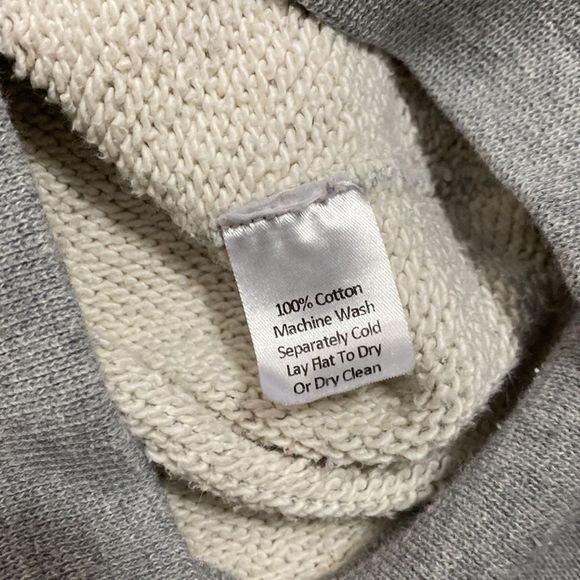 100% Cotton
Machine Wash
Separately Cold
Lay Flat To Dry
Or Dry Clean